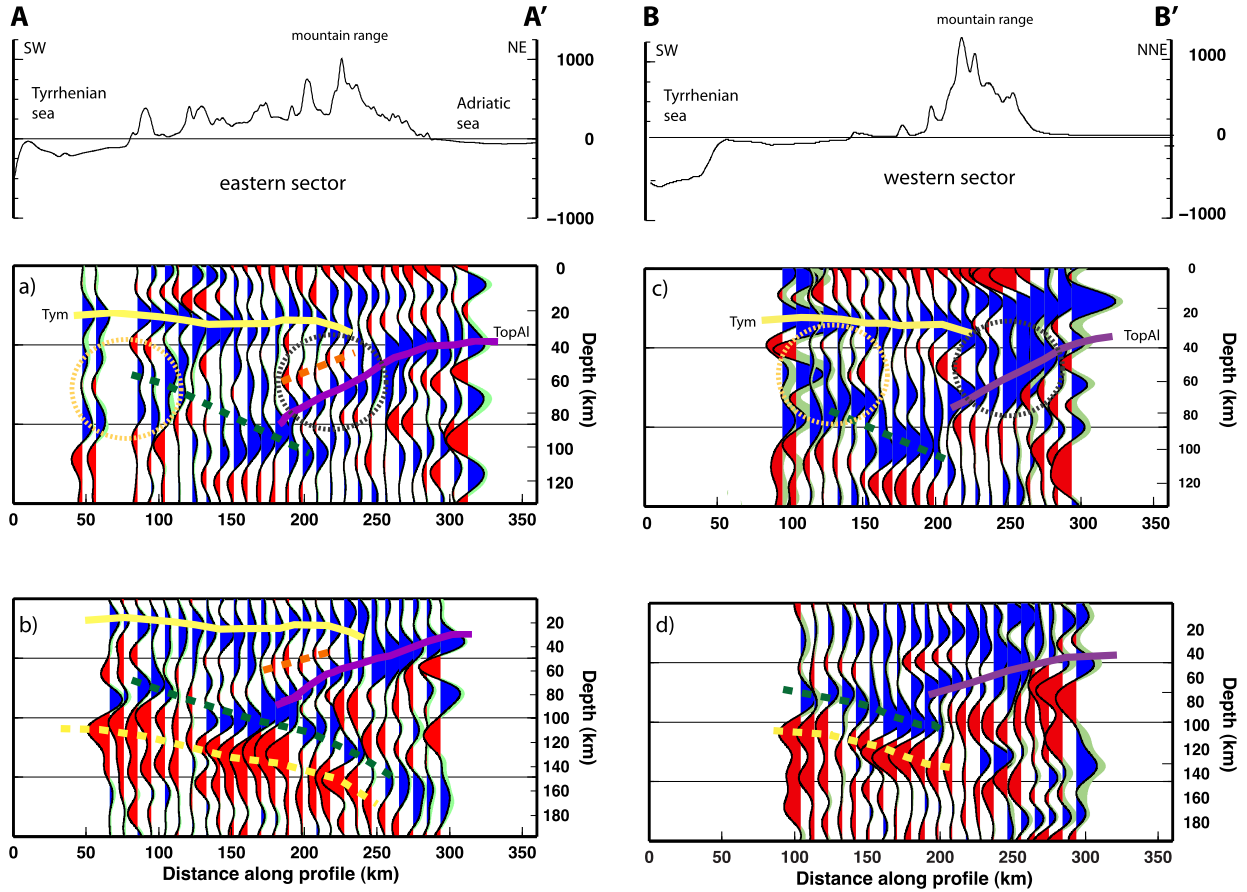 A
A′
B
B′
mountain range
mountain range
SW
NE
1000
SW
NNE
1000
Tyrrhenian
sea
Adriatic
sea
Tyrrhenian
sea
0
0
eastern sector
western sector
−1000
−1000
a)
0
c)
0
Tym
20
Tym
20
TopAl
TopAl
40
40
60
60
80
80
100
100
120
120
Depth (km)
Depth (km)
0 50 100 150 200 250 300 350
0 50 100 150 200 250 300 350
b)
20
d)
20
40
40
60
60
80
80
100
100
120
120
140
140
160
160
180
180
Depth (km)
Depth (km)
0 50 100 150 200 250 300 350
0 50 100 150 200 250 300 350
Distance along profile (km)
Distance along profile (km)